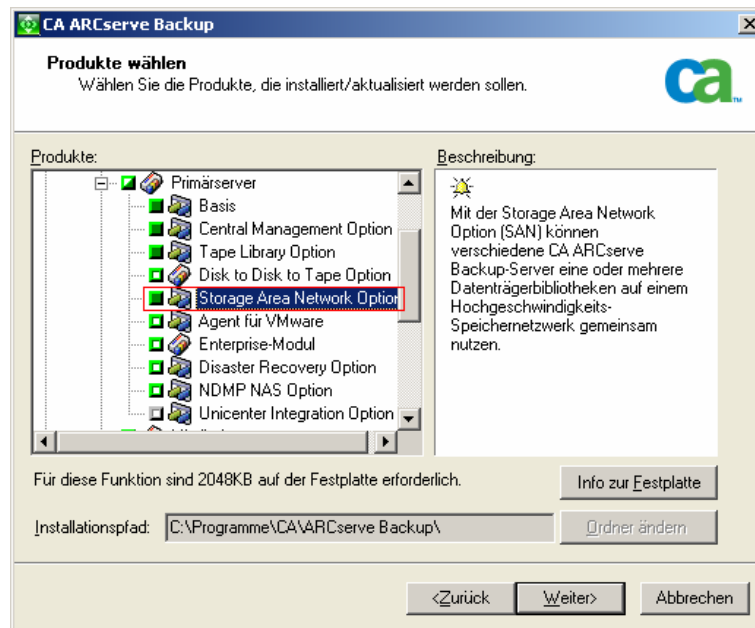 CA ARCserve Backup
Produkte wählen
Wählen Sie die Produkte, die installiert/aktualisiert werden sollen.
ca
TM
Produkte:
Primärserver
Basis
Central Management Option
Tape Library Option
Disk to Disk to Tape Option
Storage Area Network Option
Agent für VMware
Enterprise-Modul
Disaster Recovery Option
NDMP NAS Option
Unicenter Integration Option
Beschreibung:
Mit der Storage Area Network
Option (SAN) können
verschiedene CA ARCserve
Backup-Server eine oder mehrere
Datenträgerbibliotheken auf einem
Hochgeschwindigkeits-
Speichernetzwerk gemeinsam
nutzen.
Für diese Funktion sind 2048KB auf der Festplatte erforderlich.
Info zur Festplatte
Installationspfad:
C:\Programme\CA\ARCserve Backup\
Ordner ändern
<Zurück
Weiter>
Abbrechen